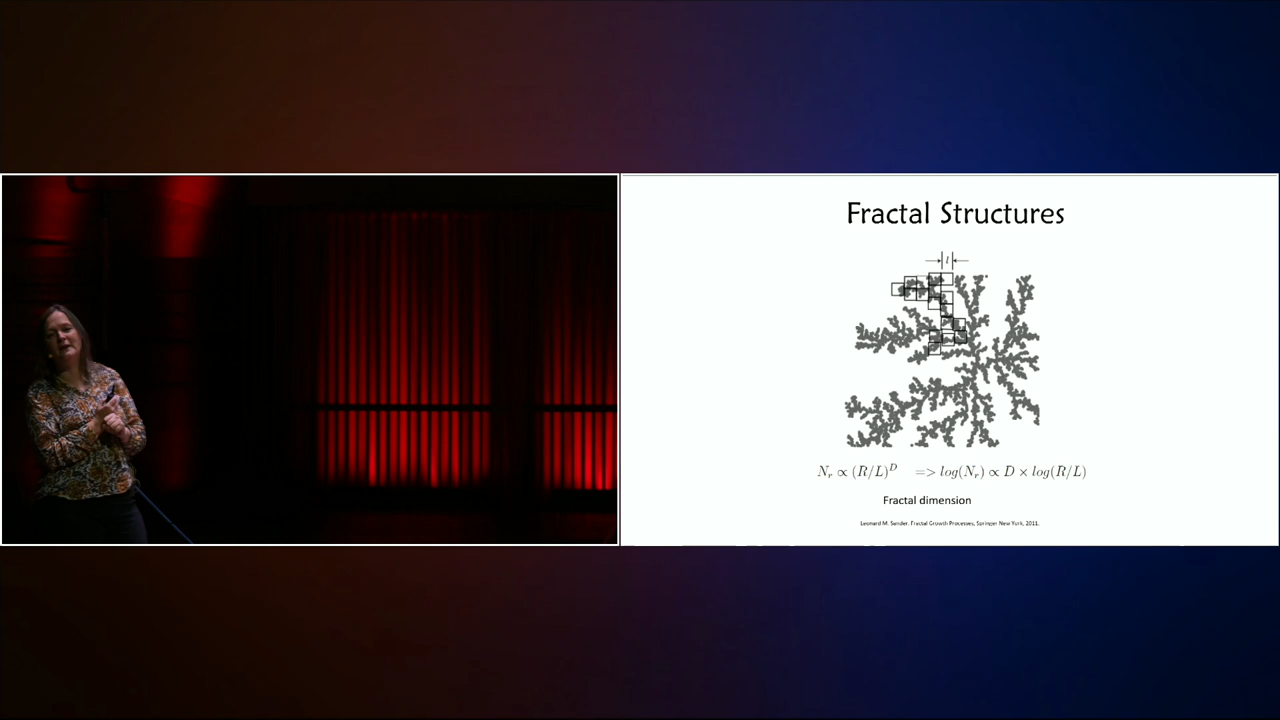 Fractal Structures
l
N_r ∝ (R/L)^D => log(N_r) ∝ D × log(R/L)
Fractal dimension
Leonard M. Sander. Fractal Growth Processes, Springer New York, 2011.